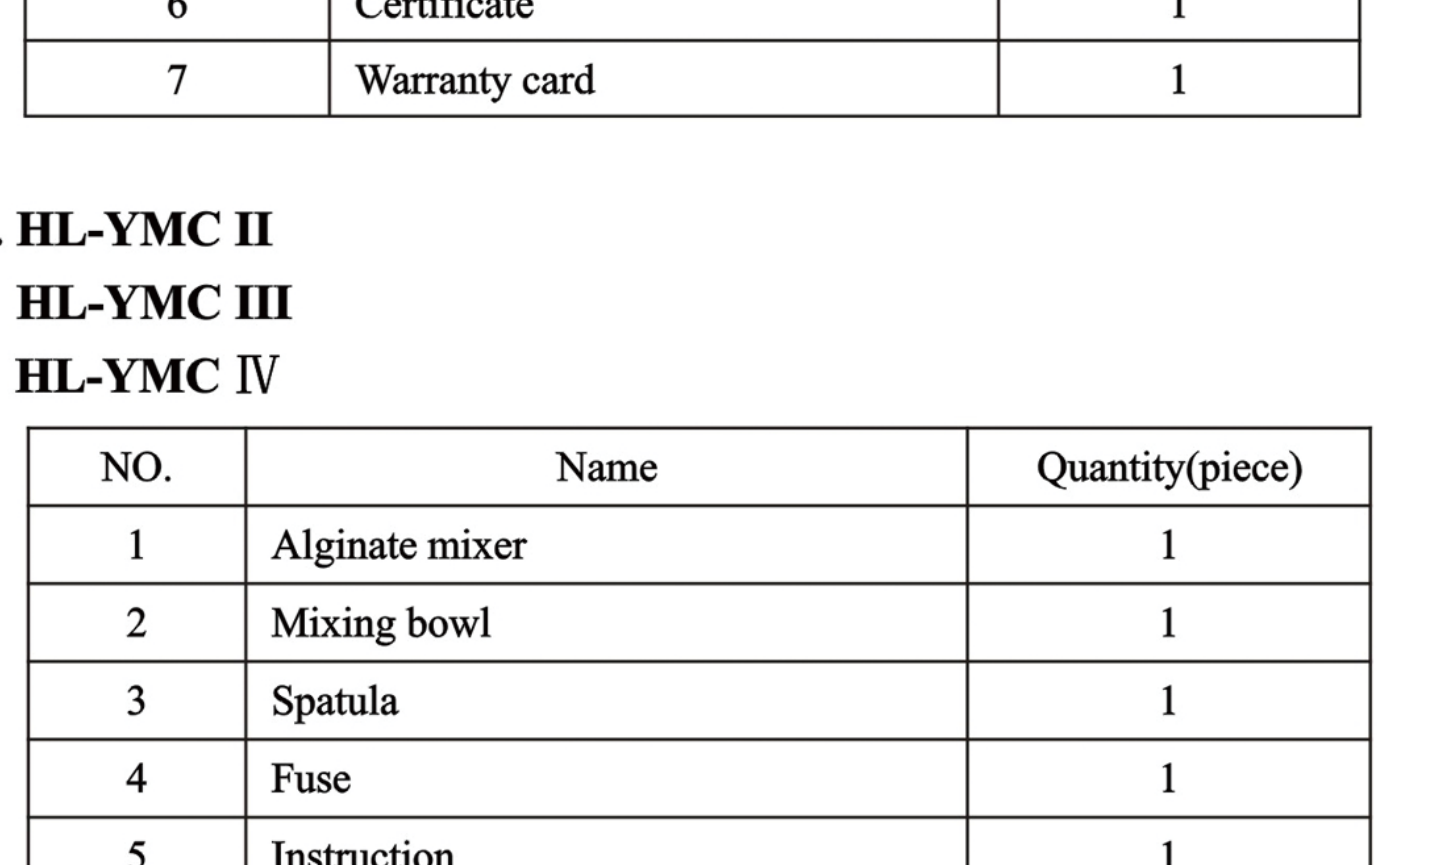 6 Certificate 1
7 Warranty card 1
. HL-YMC II
HL-YMC III
HL-YMC Ⅳ
NO. Name Quantity(piece)
1 Alginate mixer 1
2 Mixing bowl 1
3 Spatula 1
4 Fuse 1
5 Instruction 1